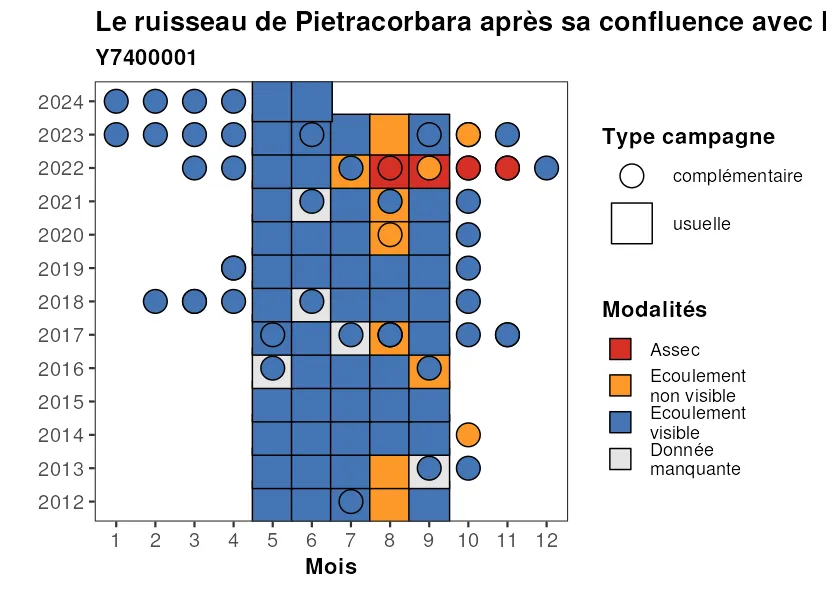 Le ruisseau de Pietracorbara après sa confluence avec
Y7400001
2024
2023
2022
2021
2020
2019
2018
2017
2016
2015
2014
2013
2012
1 2 3 4 5 6 7 8 9 10 11 12
Mois
Type campagne
complémentaire
usuelle
Modalités
Assec
Ecoulement
non visible
Ecoulement
visible
Donnée
manquante